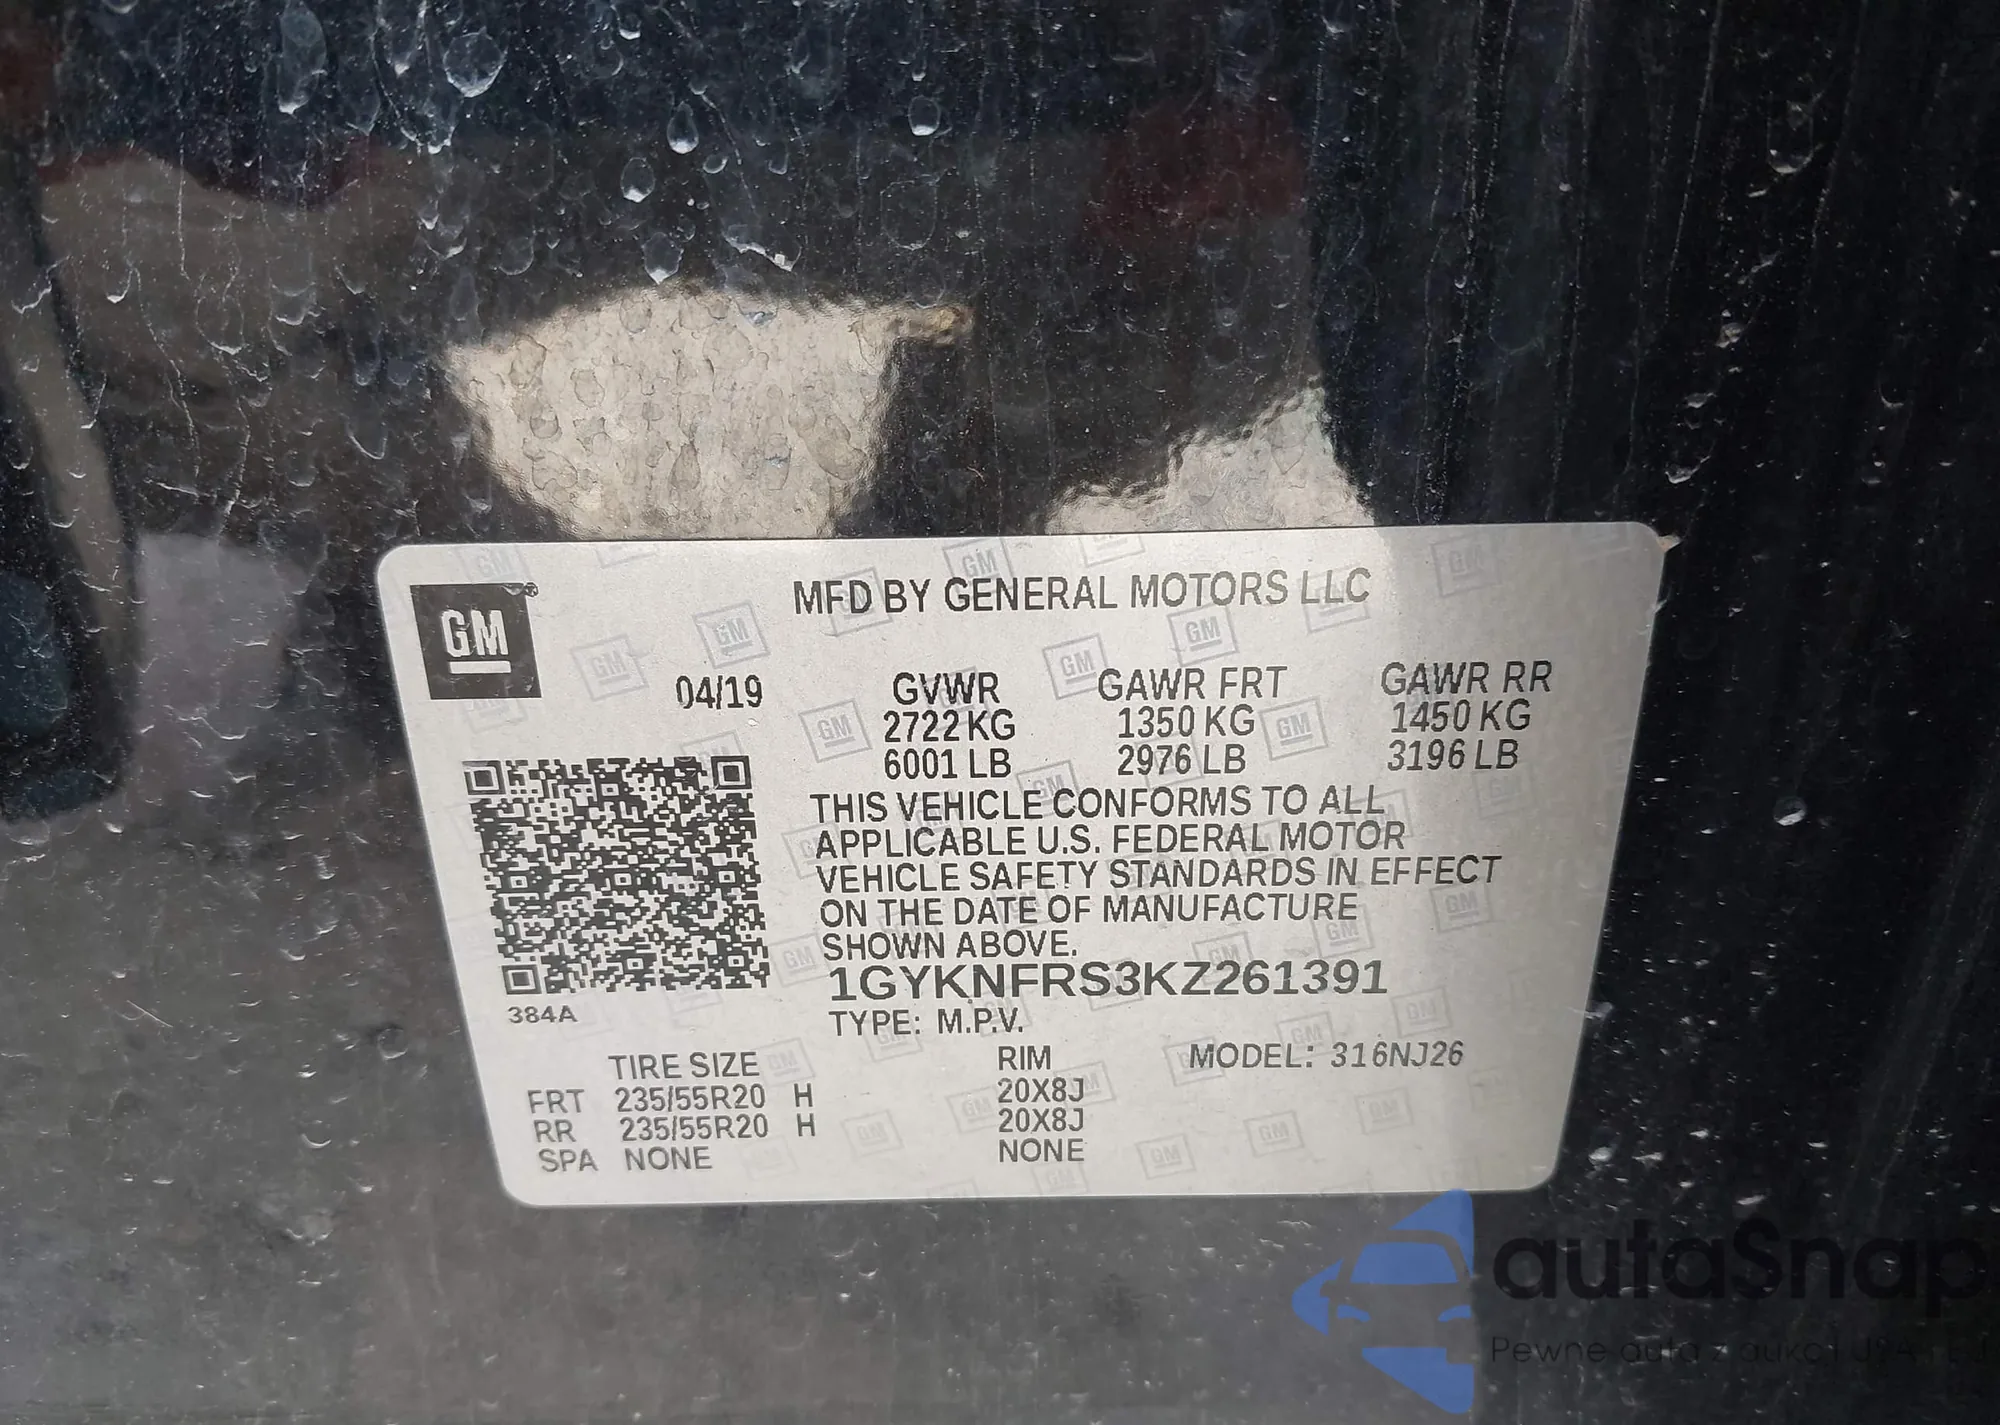 GM
MFD BY GENERAL MOTORS LLC
04/19 GVWR GAWR FRT GAWR RR
2722 KG 1350 KG 1450 KG
6001 LB 2976 LB 3196 LB
THIS VEHICLE CONFORMS TO ALL
APPLICABLE U.S. FEDERAL MOTOR
VEHICLE SAFETY STANDARDS IN EFFECT
ON THE DATE OF MANUFACTURE
SHOWN ABOVE.
1GYKNFRS3KZ261391
384A
TYPE: M.P.V.
TIRE SIZE RIM MODEL: 316NJ26
FRT 235/55R20 H 20X8J
RR 235/55R20 H 20X8J
SPA NONE NONE
autaSnap
Pewne auta z aukcji